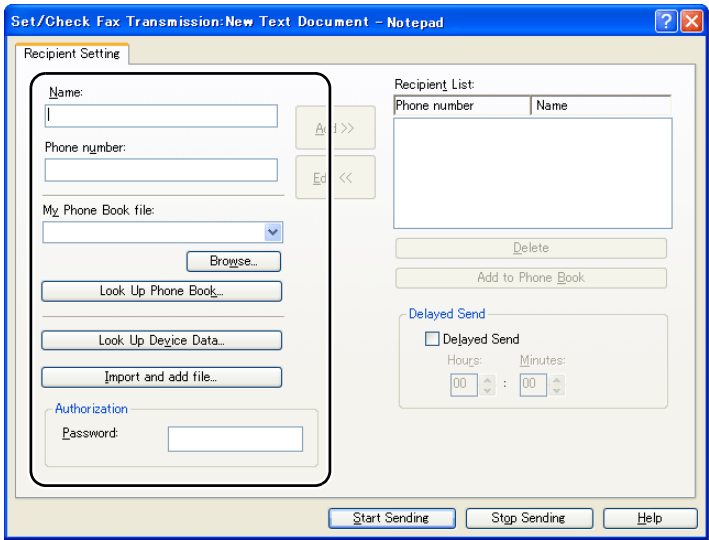 Set/Check Fax Transmission:New Text Document - Notepad
Recipient Setting
Name:
Phone number:
My Phone Book file:
Browse...
Look Up Phone Book...
Look Up Device Data...
Import and add file...
Authorization
Password:
Add >>
Edit <<
Recipient List:
Phone number Name
Delete
Add to Phone Book
Delayed Send
Delayed Send
Hours: Minutes:
00 : 00
Start Sending Stop Sending Help